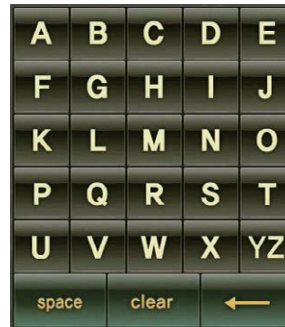 A B C D E
F G H I J
K L M N O
P Q R S T
U V W X YZ
space clear